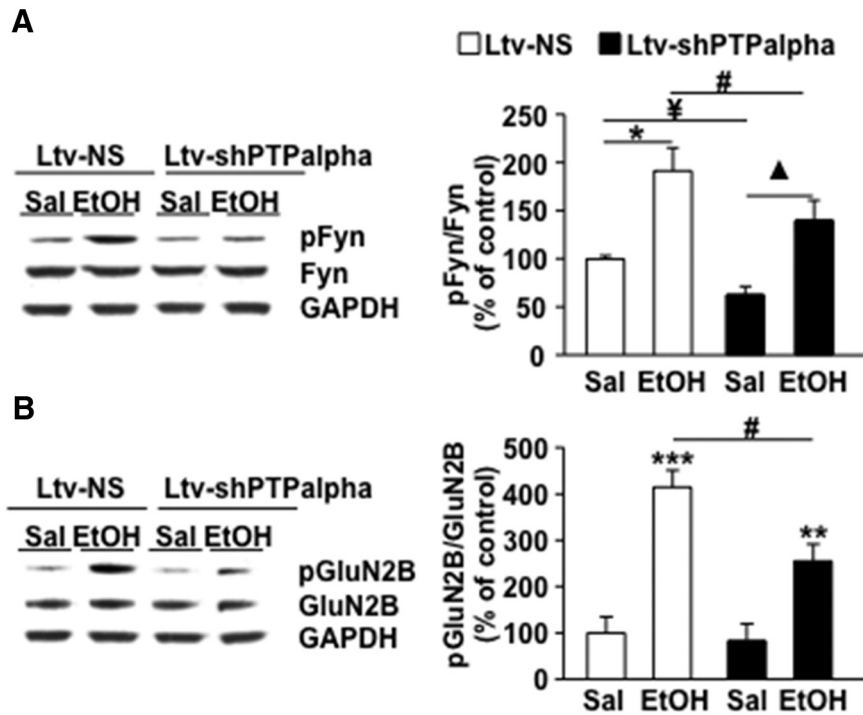 A
Ltv-NS Ltv-shPTPalpha
Ltv-NS Ltv-shPTPalpha
Sal EtOH Sal EtOH
pFyn
Fyn
GAPDH
#
¥
*
▲
pFyn/Fyn
(% of control)
250
200
150
100
50
0
Sal EtOH Sal EtOH
B
Ltv-NS Ltv-shPTPalpha
Sal EtOH Sal EtOH
pGluN2B
GluN2B
GAPDH
#
***
**
pGluN2B/GluN2B
(% of control)
500
400
300
200
100
0
Sal EtOH Sal EtOH